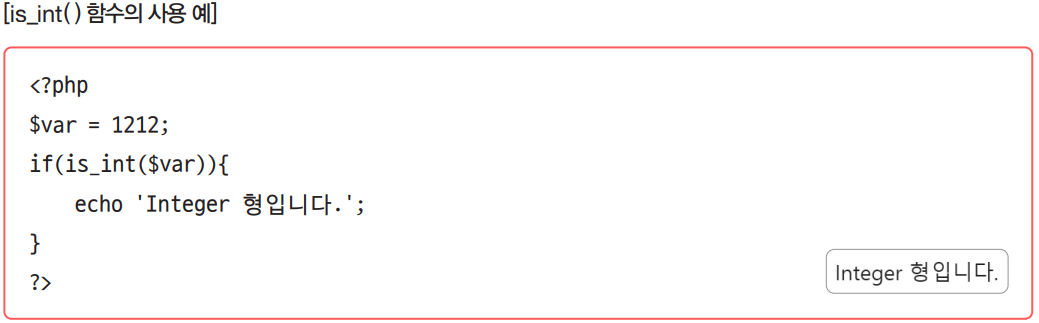 [is_int( ) 함수의 사용 예]
<?php
$var = 1212;
if(is_int($var)){
    echo 'Integer 형입니다.';
}
?>
Integer 형입니다.